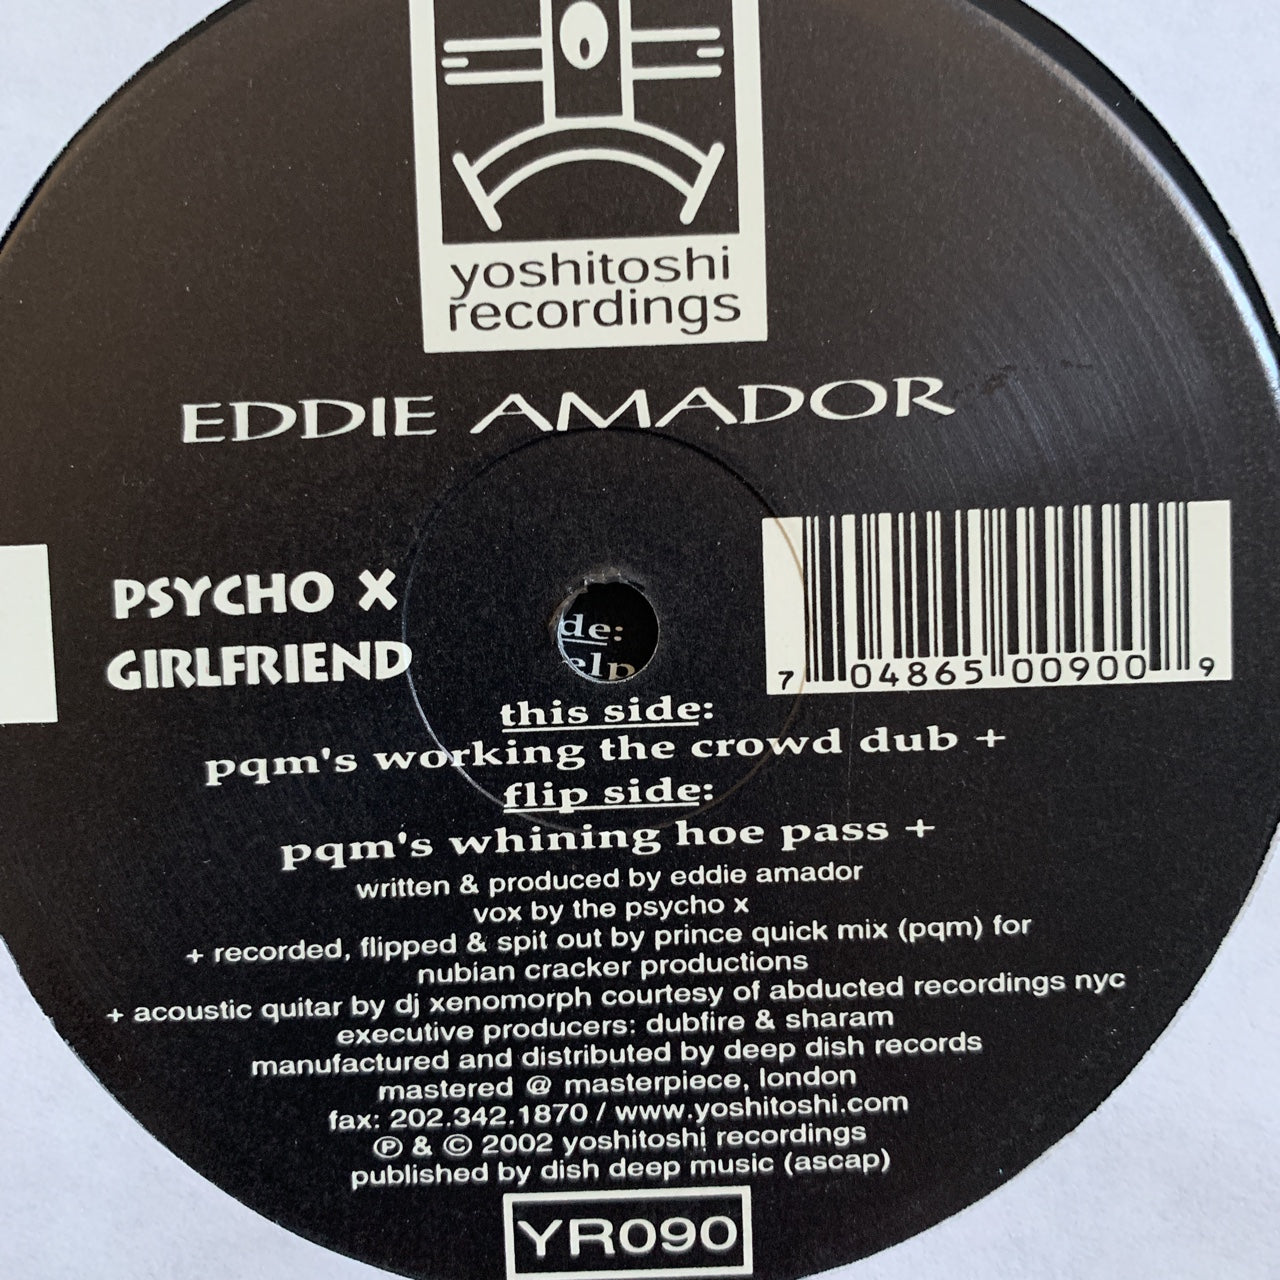 yoshitoshi
recordings
EDDIE AMADOR
PSYCHO X
GIRLFRIEND
de:
elp
7 04865 00900 9
this side:
pqm's working the crowd dub +
flip side:
pqm's whining hoe pass +
written & produced by eddie amador
vox by the psycho x
+ recorded, flipped & spit out by prince quick mix (pqm) for
nubian cracker productions
+ acoustic quitar by dj xenomorph courtesy of abducted recordings nyc
executive producers: dubfire & sharam
manufactured and distributed by deep dish records
mastered @ masterpiece, london
fax: 202.342.1870 / www.yoshitoshi.com
℗ & © 2002 yoshitoshi recordings
published by dish deep music (ascap)
YR090